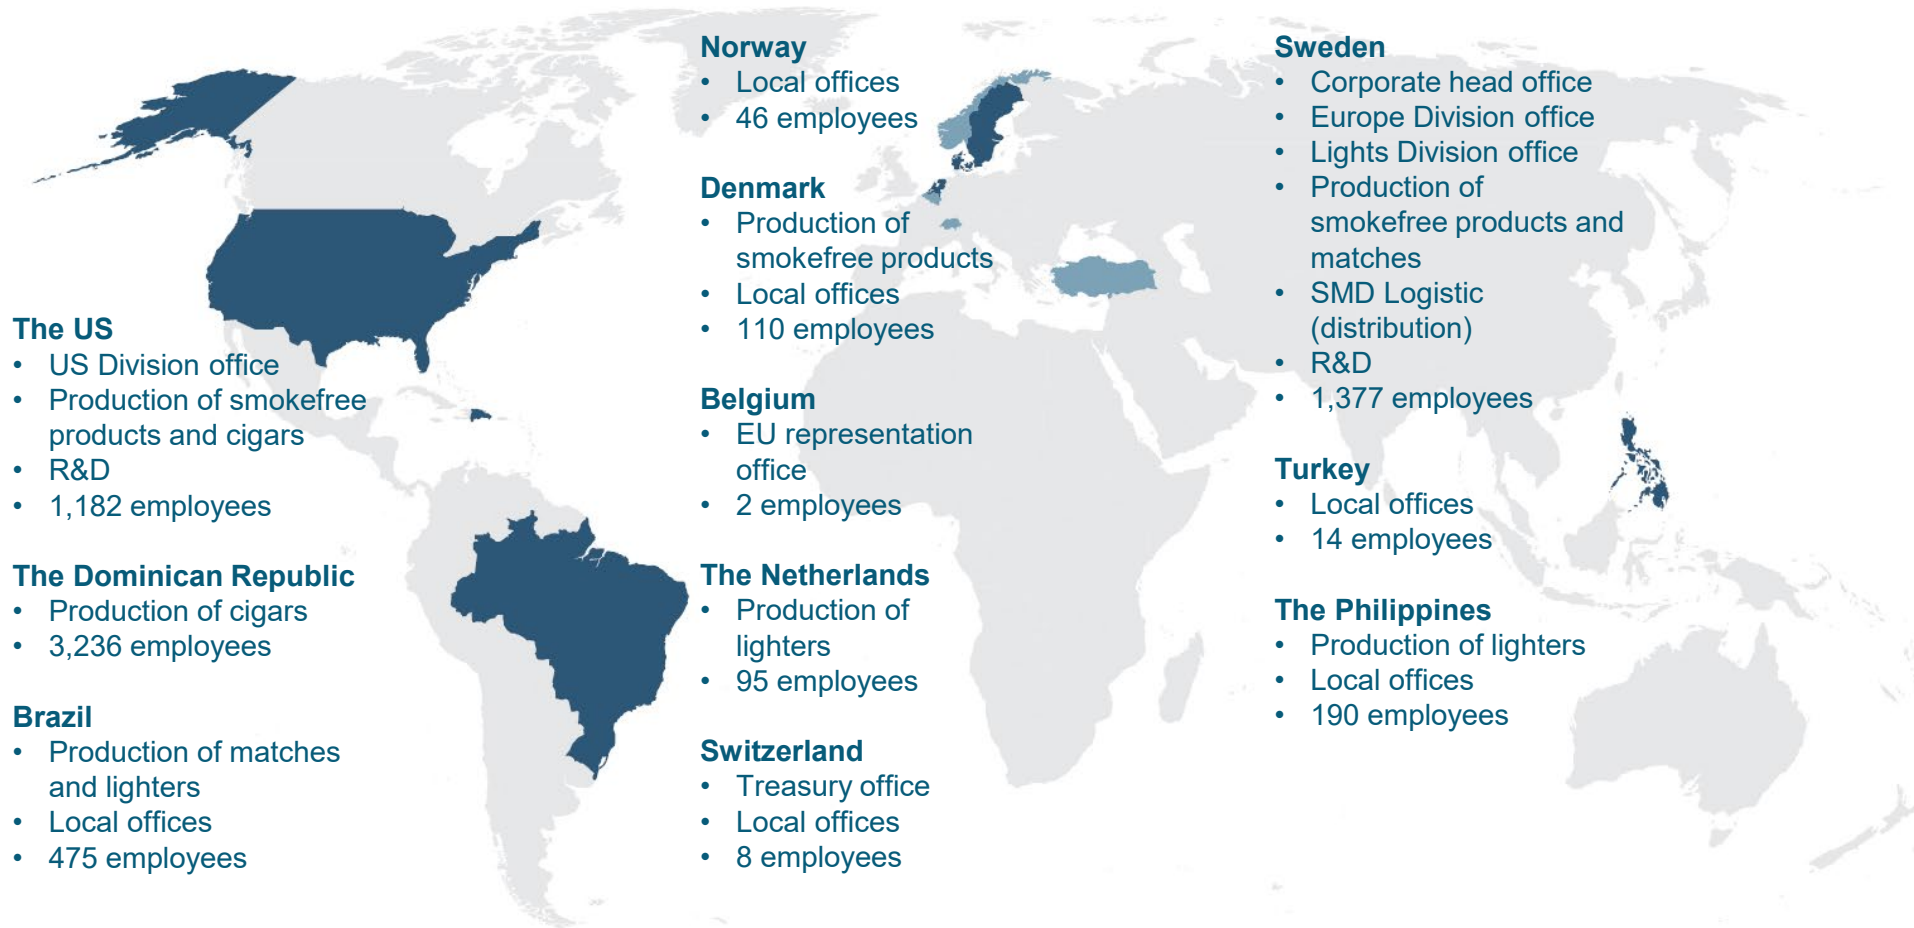 The US
• US Division office
• Production of smokefree
products and cigars
• R&D
• 1,182 employees
The Dominican Republic
• Production of cigars
• 3,236 employees
Brazil
• Production of matches
and lighters
• Local offices
• 475 employees
Norway
• Local offices
• 46 employees
Denmark
• Production of
smokefree products
• Local offices
• 110 employees
Belgium
• EU representation
office
• 2 employees
The Netherlands
• Production of
lighters
• 95 employees
Switzerland
• Treasury office
• Local offices
• 8 employees
Sweden
• Corporate head office
• Europe Division office
• Lights Division office
• Production of
smokefree products and
matches
• SMD Logistic
(distribution)
• R&D
• 1,377 employees
Turkey
• Local offices
• 14 employees
The Philippines
• Production of lighters
• Local offices
• 190 employees